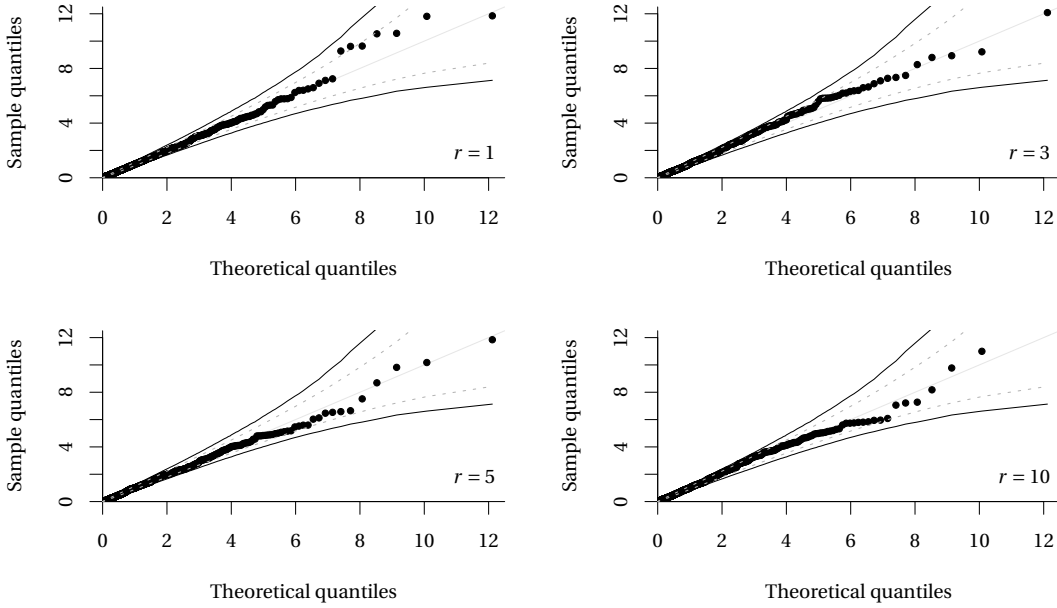 12
8
4
0
Sample quantiles
r = 1
0 2 4 6 8 10 12
Theoretical quantiles
12
8
4
0
Sample quantiles
r = 3
0 2 4 6 8 10 12
Theoretical quantiles
12
8
4
0
Sample quantiles
r = 5
0 2 4 6 8 10 12
Theoretical quantiles
12
8
4
0
Sample quantiles
r = 10
0 2 4 6 8 10 12
Theoretical quantiles